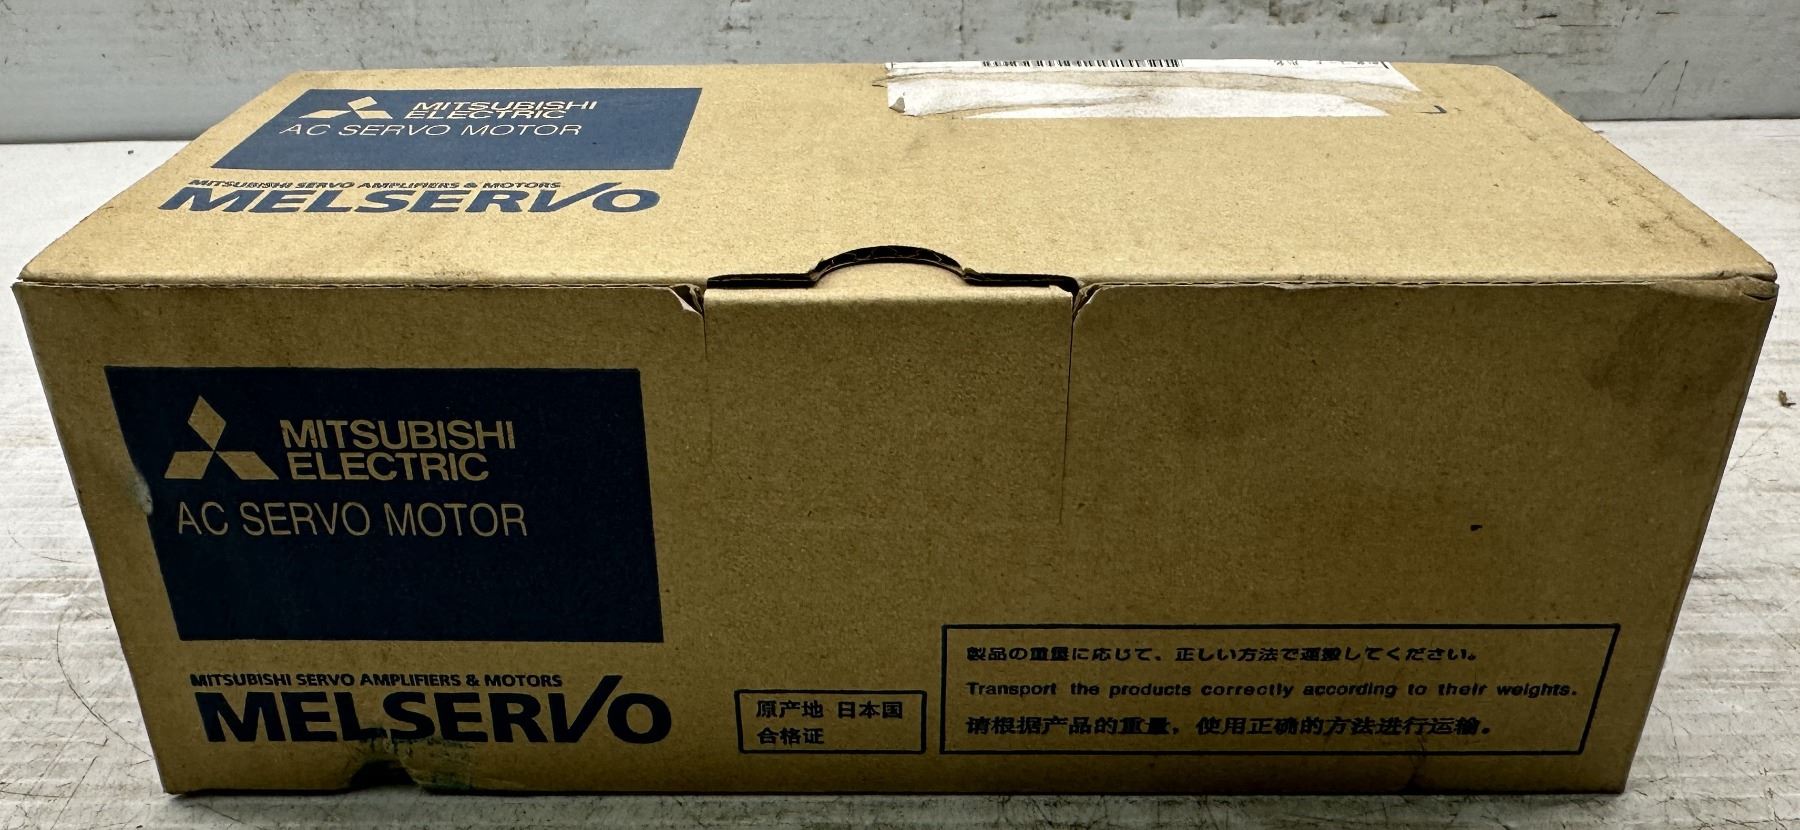 MITSUBISHI
ELECTRIC
AC SERVO MOTOR
MITSUBISHI SERVO AMPLIFIERS & MOTORS
MELSERVO
MITSUBISHI
ELECTRIC
AC SERVO MOTOR
MITSUBISHI SERVO AMPLIFIERS & MOTORS
MELSERVO
原产地 日本国
合格证
製品の重量に応じて、正しい方法で運搬してください。
Transport the products correctly according to their weights.
请根据产品的重量，使用正确的方法进行运输。